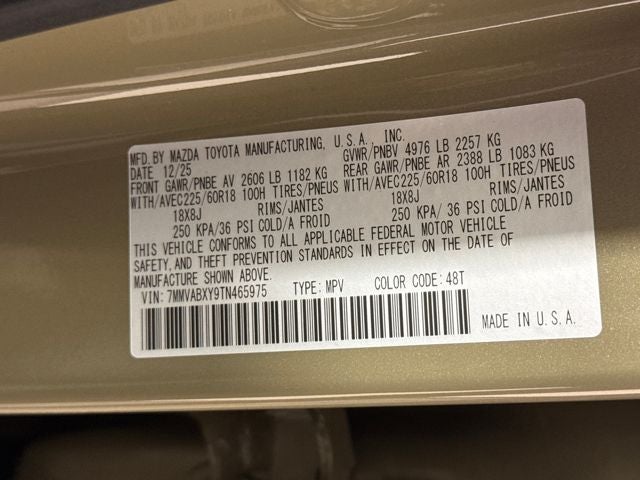 MFD. BY MAZDA TOYOTA MANUFACTURING, U.S.A. INC.
DATE 12/25 GVWR/PNBV 4976 LB 2257 KG
FRONT GAWR/PNBE AV 2606 LB 1182 KG REAR GAWR/PNBE AR 2388 LB 1083 KG
WITH/AVEC225/60R18 100H TIRES/PNEUS WITH/AVEC225/60R18 100H TIRES/PNEUS
18X8J RIMS/JANTES 18X8J RIMS/JANTES
250 KPA/36 PSI COLD/A FROID 250 KPA/36 PSI COLD/A FROID
THIS VEHICLE CONFORMS TO ALL APPLICABLE FEDERAL MOTOR VEHICLE
SAFETY, AND THEFT PREVENTION STANDARDS IN EFFECT ON THE DATE OF
MANUFACTURE SHOWN ABOVE.
VIN: 7MMVABXY9TN465975 TYPE: MPV COLOR CODE: 48T
MADE IN U.S.A.